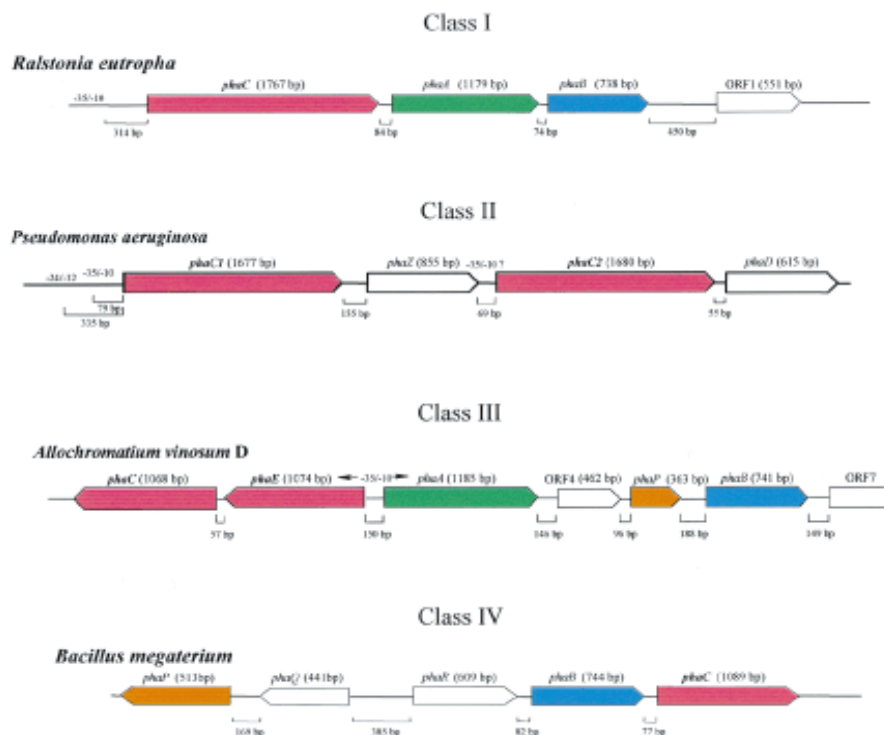 Class I
Ralstonia eutropha
-35/-10 phaC (1767 bp) phaA (1179 bp) phaB (738 bp) ORF1 (551 bp)
314 bp 84 bp 74 bp 450 bp
Class II
Pseudomonas aeruginosa
-24/-12 -35/-10 phaC1 (1677 bp) phaZ (855 bp) -35/-10 ? phaC2 (1680 bp) phaD (615 bp)
79 bp 155 bp 69 bp 55 bp
335 bp
Class III
Allochromatium vinosum D
phaC (1068 bp) phaE (1074 bp) -35/-10 phaA (1185 bp) ORF4 (462 bp) phaP (363 bp) phaB (741 bp) ORF7
57 bp 150 bp 146 bp 96 bp 188 bp 149 bp
Class IV
Bacillus megaterium
phaP (513bp) phaQ (441bp) phaR (609 bp) phaB (744 bp) phaC (1089 bp)
169 bp 385 bp 82 bp 77 bp